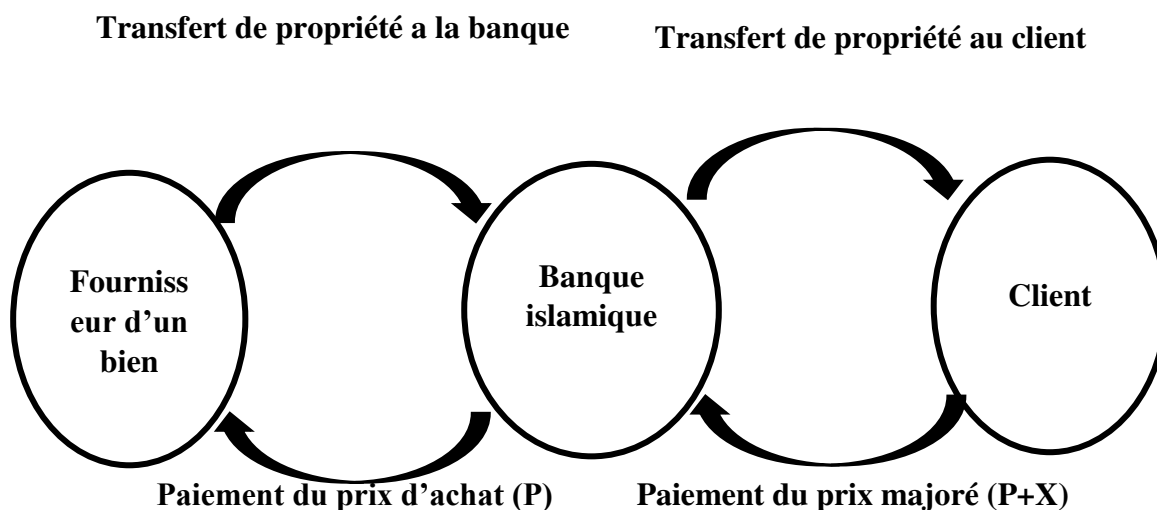 Transfert de propriété a la banque
Transfert de propriété au client
Fourniss
eur d’un
bien
Banque
islamique
Client
Paiement du prix d’achat (P)
Paiement du prix majoré (P+X)